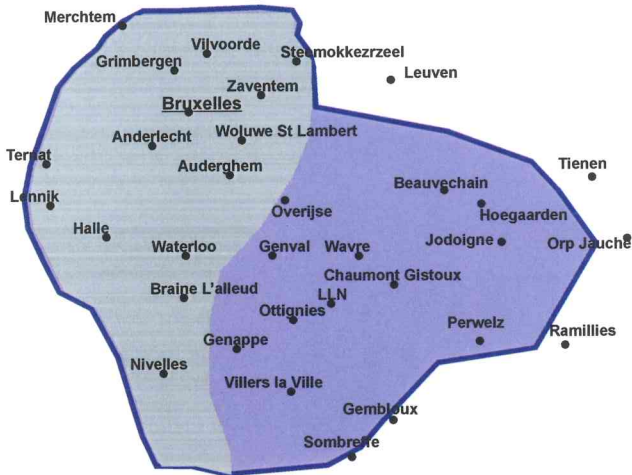 Merchtem
Vilvoorde
Steemokkezrzeel
Grimbergen
Leuven
Zaventem
Bruxelles
Anderlecht
Woluwe St Lambert
Ternat
Auderghem
Tienen
Beauvechain
Lennik
Overijse
Hoegaarden
Halle
Waterloo
Genval
Wavre
Jodoigne
Orp Jauche
Chaumont Gistoux
Braine L'alleud
LLN
Ottignies
Genappe
Perwelz
Ramillies
Nivelles
Villers la Ville
Gembloux
Sombreffe